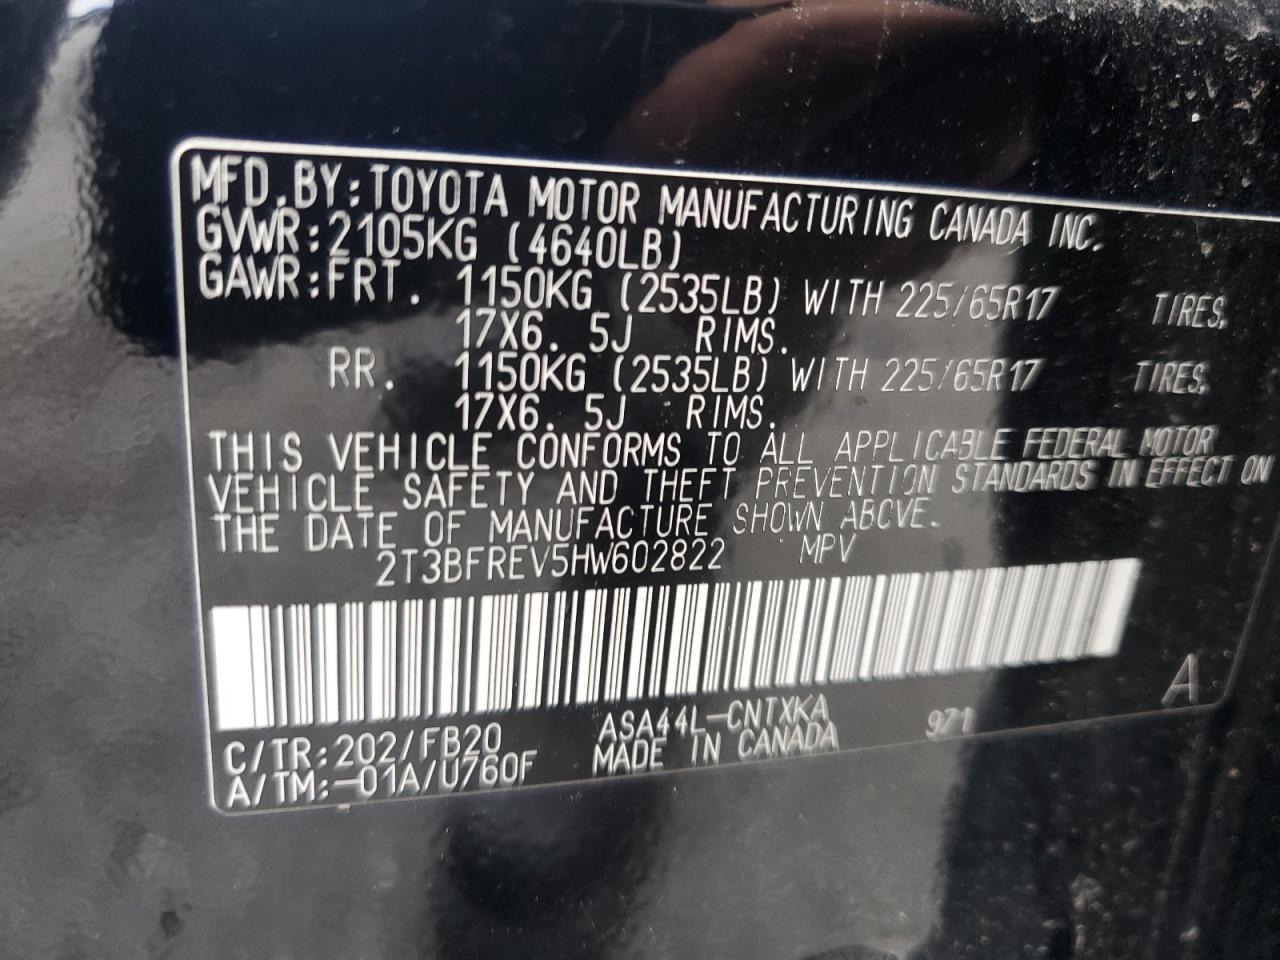 MFD.BY:TOYOTA MOTOR MANUFACTURING CANADA INC.
GVWR:2105KG (4640LB)
GAWR:FRT. 1150KG (2535LB) WITH 225/65R17 TIRES,
17X6. 5J RIMS.
RR. 1150KG (2535LB) WITH 225/65R17 TIRES,
17X6. 5J RIMS.
THIS VEHICLE CONFORMS TO ALL APPLICABLE FEDERAL MOTOR
VEHICLE SAFETY AND THEFT PREVENTION STANDARDS IN EFFECT ON
THE DATE OF MANUFACTURE SHOWN ABOVE.
2T3BFREV5HW602822 MPV
A
C/TR:202/FB20 ASA44L-CNTXKA 971
A/TM:-01A/U760F MADE IN CANADA